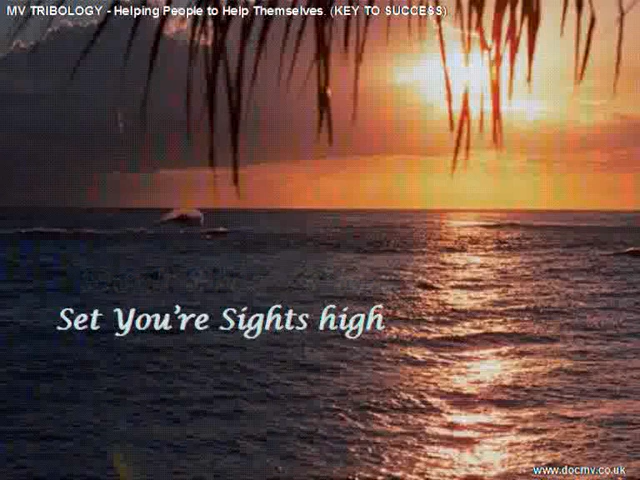 MV TRIBOLOGY - Helping People to Help Themselves. (KEY TO SUCCESS)
Set You're Sights high
www.docmv.co.uk